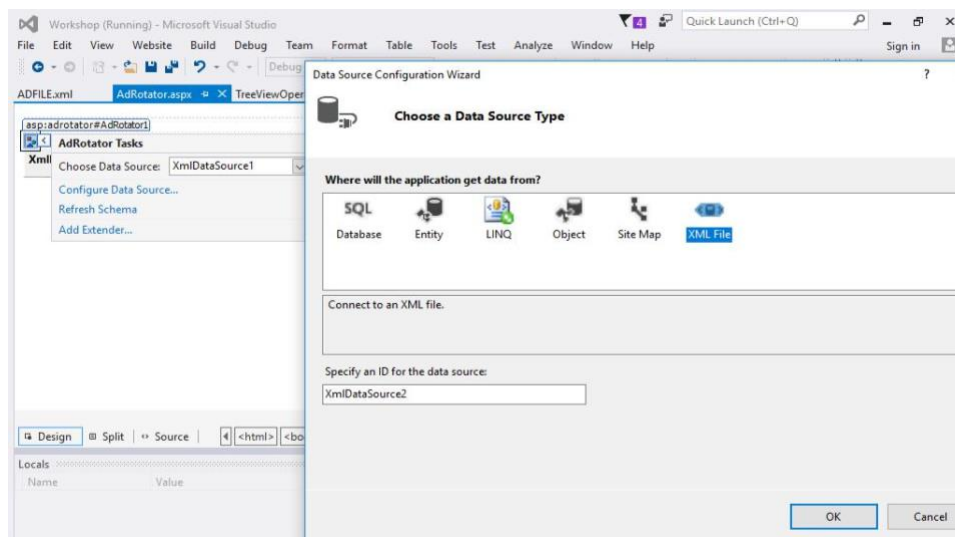 Workshop (Running) - Microsoft Visual Studio
4
Quick Launch (Ctrl+Q)
File Edit View Website Build Debug Team Format Table Tools Test Analyze Window Help
Sign in
Debug
ADFILE.xml
AdRotator.aspx
TreeViewOper
asp:adrotator#AdRotator1
AdRotator Tasks
Xml
Choose Data Source: XmlDataSource1
Configure Data Source...
Refresh Schema
Add Extender...
Design Split Source <html> <bo
Locals
Name Value
Data Source Configuration Wizard ?
Choose a Data Source Type
Where will the application get data from?
SQL
Database Entity LINQ Object Site Map XML File
Connect to an XML file.
Specify an ID for the data source:
XmlDataSource2
OK Cancel